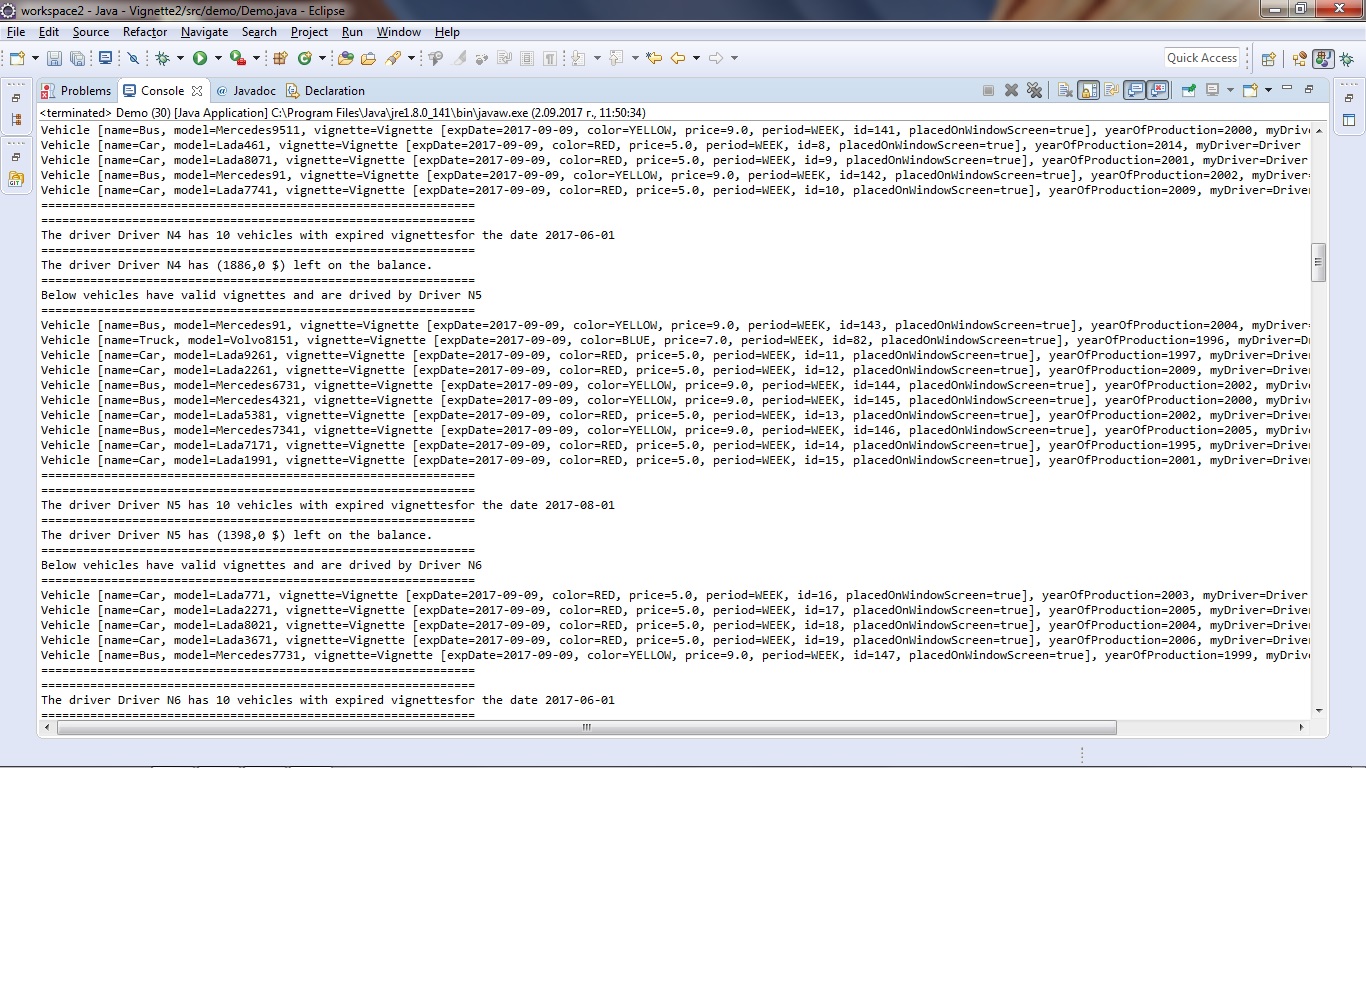 workspace2 - Java - Vignette2/src/demo/Demo.java - Eclipse
File Edit Source Refactor Navigate Search Project Run Window Help
Quick Access
Problems Console @ Javadoc Declaration
<terminated> Demo (30) [Java Application] C:\Program Files\Java\jre1.8.0_141\bin\javaw.exe (2.09.2017 г., 11:50:34)
Vehicle [name=Bus, model=Mercedes9511, vignette=Vignette [expDate=2017-09-09, color=YELLOW, price=9.0, period=WEEK, id=141, placedOnWindowScreen=true], yearOfProduction=2000, myDrive
Vehicle [name=Car, model=Lada461, vignette=Vignette [expDate=2017-09-09, color=RED, price=5.0, period=WEEK, id=8, placedOnWindowScreen=true], yearOfProduction=2014, myDriver=Driver
Vehicle [name=Car, model=Lada8071, vignette=Vignette [expDate=2017-09-09, color=RED, price=5.0, period=WEEK, id=9, placedOnWindowScreen=true], yearOfProduction=2001, myDriver=Driver
Vehicle [name=Bus, model=Mercedes91, vignette=Vignette [expDate=2017-09-09, color=YELLOW, price=9.0, period=WEEK, id=142, placedOnWindowScreen=true], yearOfProduction=2002, myDriver=
Vehicle [name=Car, model=Lada7741, vignette=Vignette [expDate=2017-09-09, color=RED, price=5.0, period=WEEK, id=10, placedOnWindowScreen=true], yearOfProduction=2009, myDriver=Drive
==============================================================
==============================================================
The driver Driver N4 has 10 vehicles with expired vignettesfor the date 2017-06-01
==============================================================
The driver Driver N4 has (1886,0 $) left on the balance.
==============================================================
Below vehicles have valid vignettes and are drived by Driver N5
==============================================================
Vehicle [name=Bus, model=Mercedes91, vignette=Vignette [expDate=2017-09-09, color=YELLOW, price=9.0, period=WEEK, id=143, placedOnWindowScreen=true], yearOfProduction=2004, myDriver=
Vehicle [name=Truck, model=Volvo8151, vignette=Vignette [expDate=2017-09-09, color=BLUE, price=7.0, period=WEEK, id=82, placedOnWindowScreen=true], yearOfProduction=1996, myDriver=Dr
Vehicle [name=Car, model=Lada9261, vignette=Vignette [expDate=2017-09-09, color=RED, price=5.0, period=WEEK, id=11, placedOnWindowScreen=true], yearOfProduction=1997, myDriver=Drive
Vehicle [name=Car, model=Lada2261, vignette=Vignette [expDate=2017-09-09, color=RED, price=5.0, period=WEEK, id=12, placedOnWindowScreen=true], yearOfProduction=2009, myDriver=Drive
Vehicle [name=Bus, model=Mercedes6731, vignette=Vignette [expDate=2017-09-09, color=YELLOW, price=9.0, period=WEEK, id=144, placedOnWindowScreen=true], yearOfProduction=2002, myDrive
Vehicle [name=Bus, model=Mercedes4321, vignette=Vignette [expDate=2017-09-09, color=YELLOW, price=9.0, period=WEEK, id=145, placedOnWindowScreen=true], yearOfProduction=2000, myDrive
Vehicle [name=Car, model=Lada5381, vignette=Vignette [expDate=2017-09-09, color=RED, price=5.0, period=WEEK, id=13, placedOnWindowScreen=true], yearOfProduction=2002, myDriver=Drive
Vehicle [name=Bus, model=Mercedes7341, vignette=Vignette [expDate=2017-09-09, color=YELLOW, price=9.0, period=WEEK, id=146, placedOnWindowScreen=true], yearOfProduction=2005, myDrive
Vehicle [name=Car, model=Lada7171, vignette=Vignette [expDate=2017-09-09, color=RED, price=5.0, period=WEEK, id=14, placedOnWindowScreen=true], yearOfProduction=1995, myDriver=Drive
Vehicle [name=Car, model=Lada1991, vignette=Vignette [expDate=2017-09-09, color=RED, price=5.0, period=WEEK, id=15, placedOnWindowScreen=true], yearOfProduction=2001, myDriver=Drive
==============================================================
==============================================================
The driver Driver N5 has 10 vehicles with expired vignettesfor the date 2017-08-01
==============================================================
The driver Driver N5 has (1398,0 $) left on the balance.
==============================================================
Below vehicles have valid vignettes and are drived by Driver N6
==============================================================
Vehicle [name=Car, model=Lada771, vignette=Vignette [expDate=2017-09-09, color=RED, price=5.0, period=WEEK, id=16, placedOnWindowScreen=true], yearOfProduction=2003, myDriver=Driver
Vehicle [name=Car, model=Lada2271, vignette=Vignette [expDate=2017-09-09, color=RED, price=5.0, period=WEEK, id=17, placedOnWindowScreen=true], yearOfProduction=2005, myDriver=Drive
Vehicle [name=Car, model=Lada8021, vignette=Vignette [expDate=2017-09-09, color=RED, price=5.0, period=WEEK, id=18, placedOnWindowScreen=true], yearOfProduction=2004, myDriver=Drive
Vehicle [name=Car, model=Lada3671, vignette=Vignette [expDate=2017-09-09, color=RED, price=5.0, period=WEEK, id=19, placedOnWindowScreen=true], yearOfProduction=2006, myDriver=Drive
Vehicle [name=Bus, model=Mercedes7731, vignette=Vignette [expDate=2017-09-09, color=YELLOW, price=9.0, period=WEEK, id=147, placedOnWindowScreen=true], yearOfProduction=1999, myDrive
==============================================================
==============================================================
The driver Driver N6 has 10 vehicles with expired vignettesfor the date 2017-06-01
==============================================================